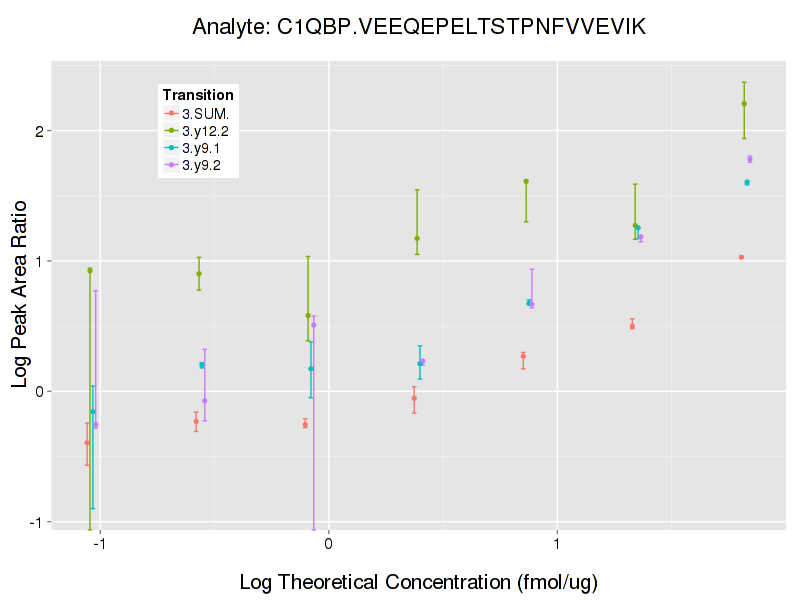 Analyte: C1QBP.VEEQEPELTSTPNFVVEVIK
Transition
3.SUM.
3.y12.2
3.y9.1
3.y9.2
Log Peak Area Ratio
2
1
0
-1
-1 0 1
Log Theoretical Concentration (fmol/ug)